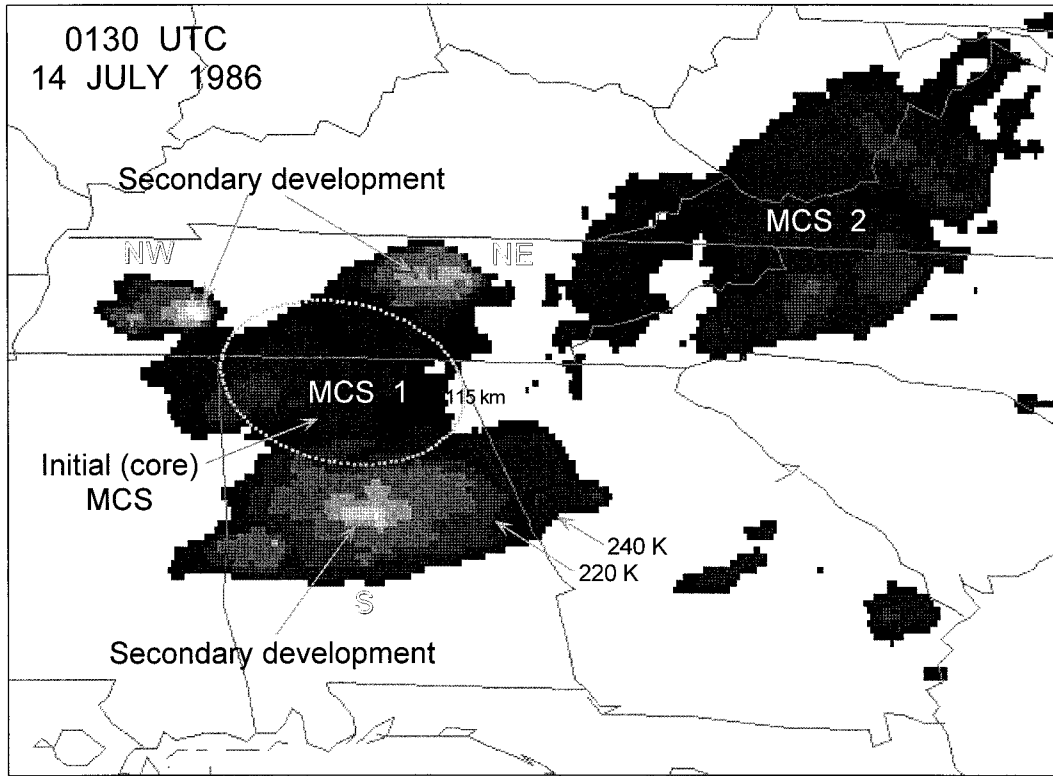 0130 UTC
14 JULY 1986
Secondary development
NW
NE
MCS 2
MCS 1
115 km
Initial (core)
MCS
240 K
220 K
S
Secondary development